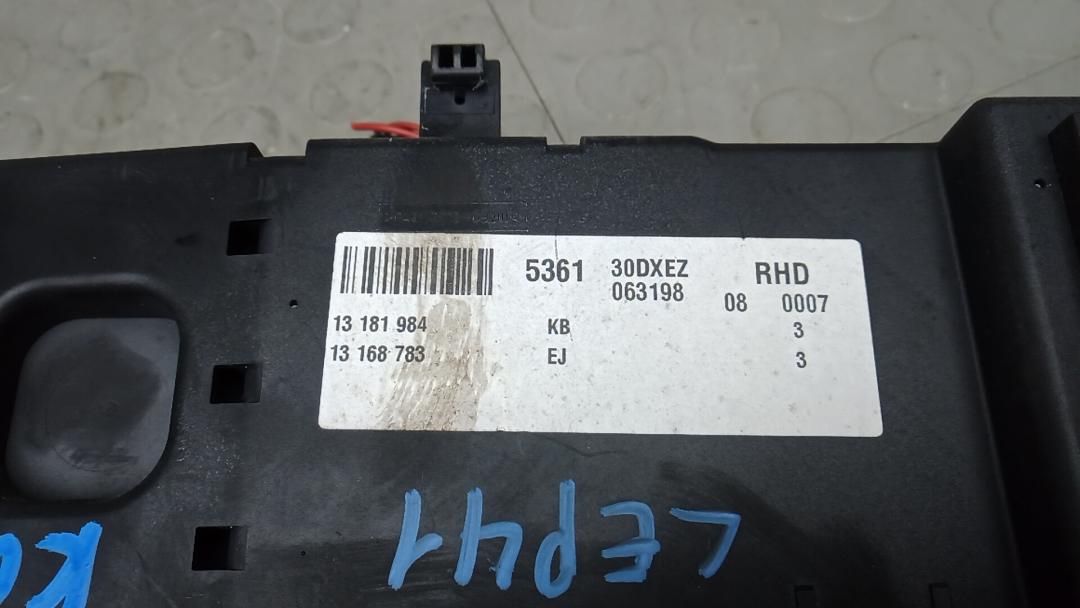 5361 30DXEZ RHD
063198 08 0007
13 181 984 KB 3
13 168 783 EJ 3
LEP41